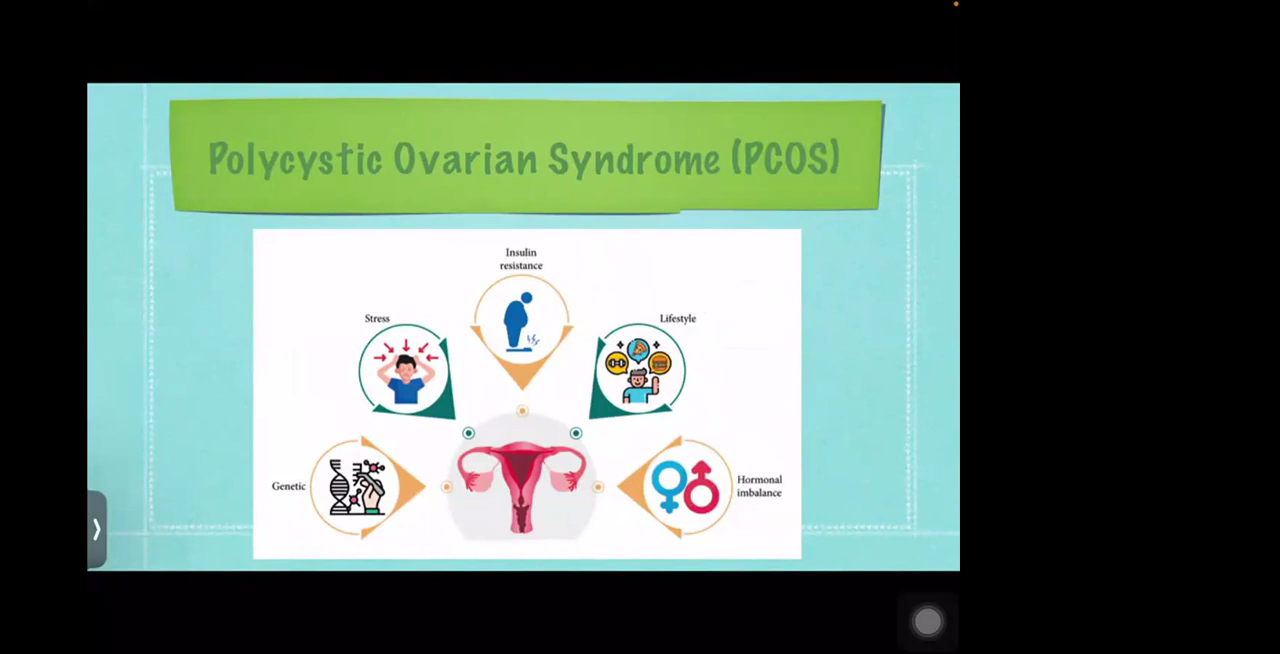 Polycystic Ovarian Syndrome (PCOS)
Insulin
resistance
Stress
Lifestyle
Genetic
Hormonal
imbalance